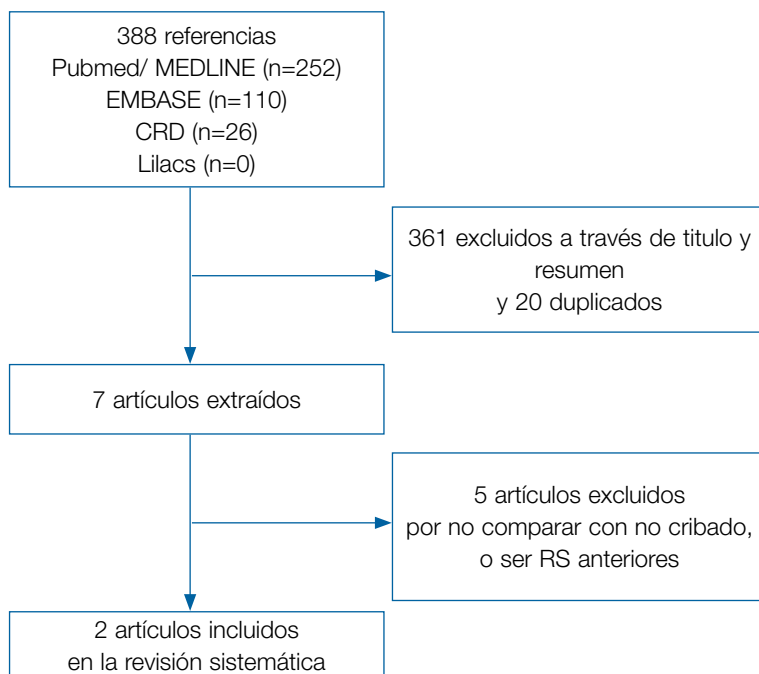 388 referencias
Pubmed/ MEDLINE (n=252)
EMBASE (n=110)
CRD (n=26)
Lilacs (n=0)
361 excluidos a través de titulo y
resumen
y 20 duplicados
7 artículos extraídos
5 artículos excluidos
por no comparar con no cribado,
o ser RS anteriores
2 artículos incluidos
en la revisión sistemática